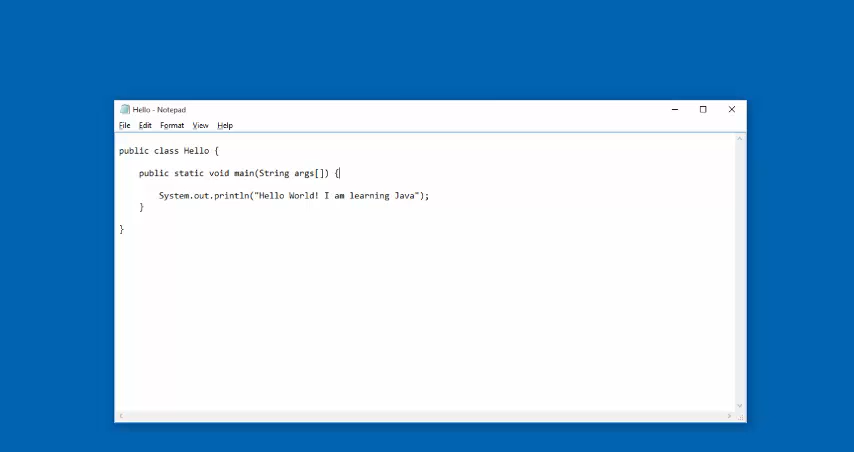 Hello - Notepad
File Edit Format View Help
public class Hello {
public static void main(String args[]) {
System.out.println("Hello World! I am learning Java");
}
}